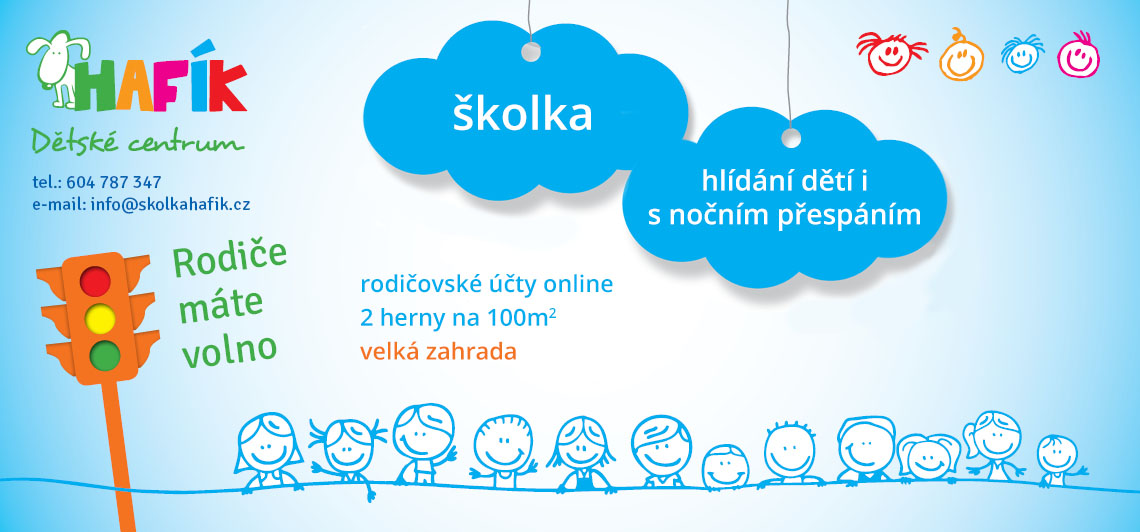 HAFÍK
Dětské centrum
tel.: 604 787 347
e-mail: info@skolkahafik.cz
školka
hlídání dětí i
s nočním přespáním
Rodiče
máte
volno
rodičovské účty online
2 herny na 100m²
velká zahrada